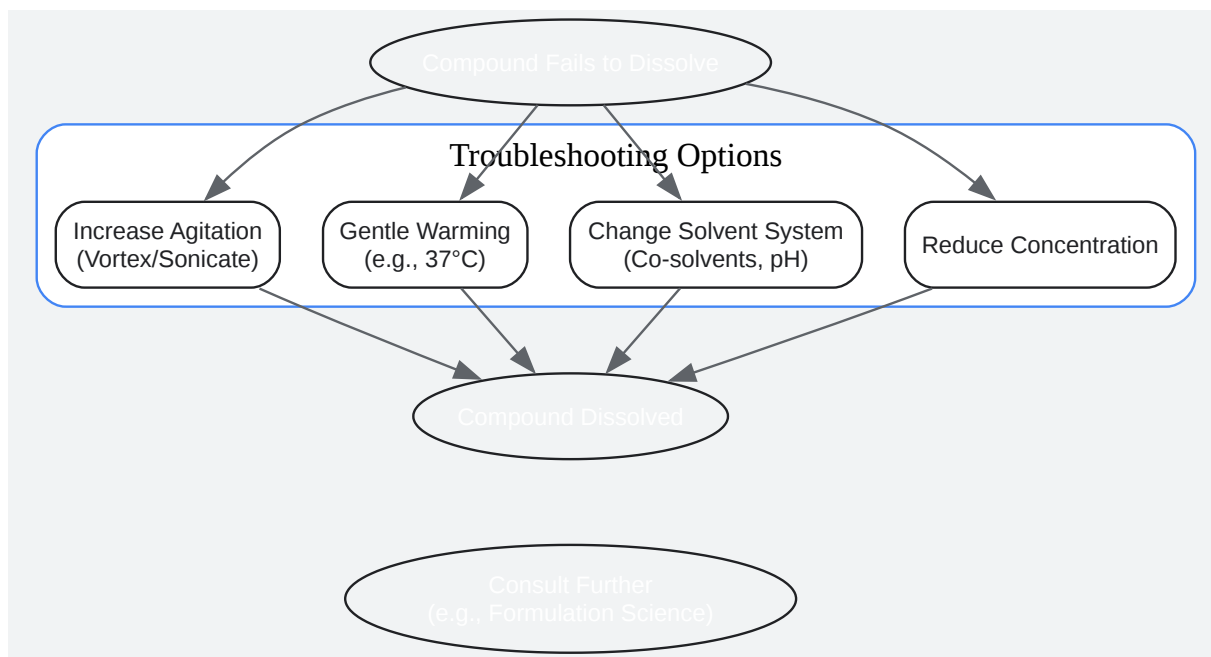 Compound Fails to Dissolve
Troubleshooting Options
Increase Agitation
(Vortex/Sonicate)
Gentle Warming
(e.g., 37°C)
Change Solvent System
(Co-solvents, pH)
Reduce Concentration
Compound Dissolved
Consult Further
(e.g., Formulation Science)